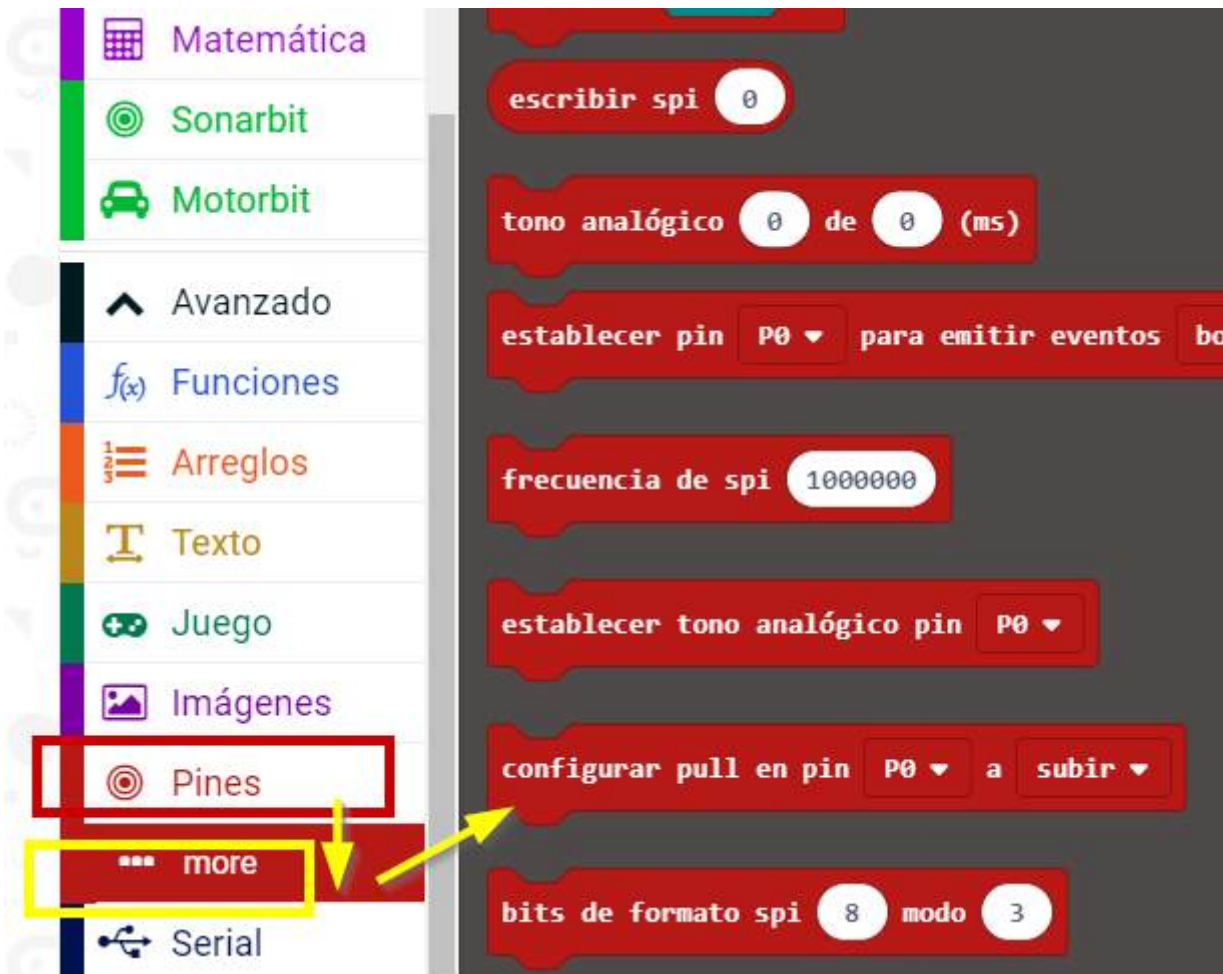 Matemática
Sonarbit
Motorbit
Avanzado
f(x) Funciones
Arreglos
Texto
Juego
Imágenes
Pines
more
Serial
escribir spi 0
tono analógico 0 de 0 (ms)
establecer pin P0 para emitir eventos bo
frecuencia de spi 1000000
establecer tono analógico pin P0
configurar pull en pin P0 a subir
bits de formato spi 8 modo 3